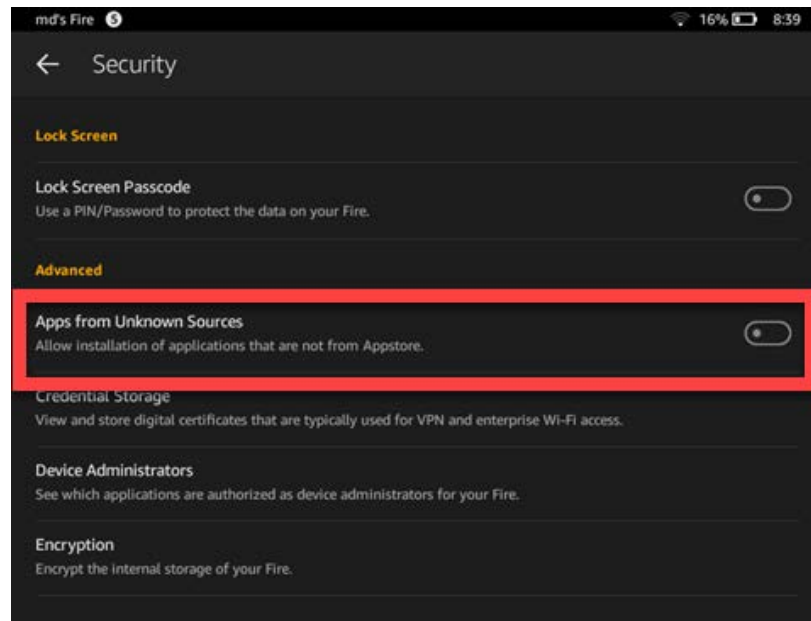 md's Fire 5 16% 8:39
Security
Lock Screen
Lock Screen Passcode
Use a PIN/Password to protect the data on your Fire.
Advanced
Apps from Unknown Sources
Allow installation of applications that are not from Appstore.
Credential Storage
View and store digital certificates that are typically used for VPN and enterprise Wi-Fi access.
Device Administrators
See which applications are authorized as device administrators for your Fire.
Encryption
Encrypt the internal storage of your Fire.